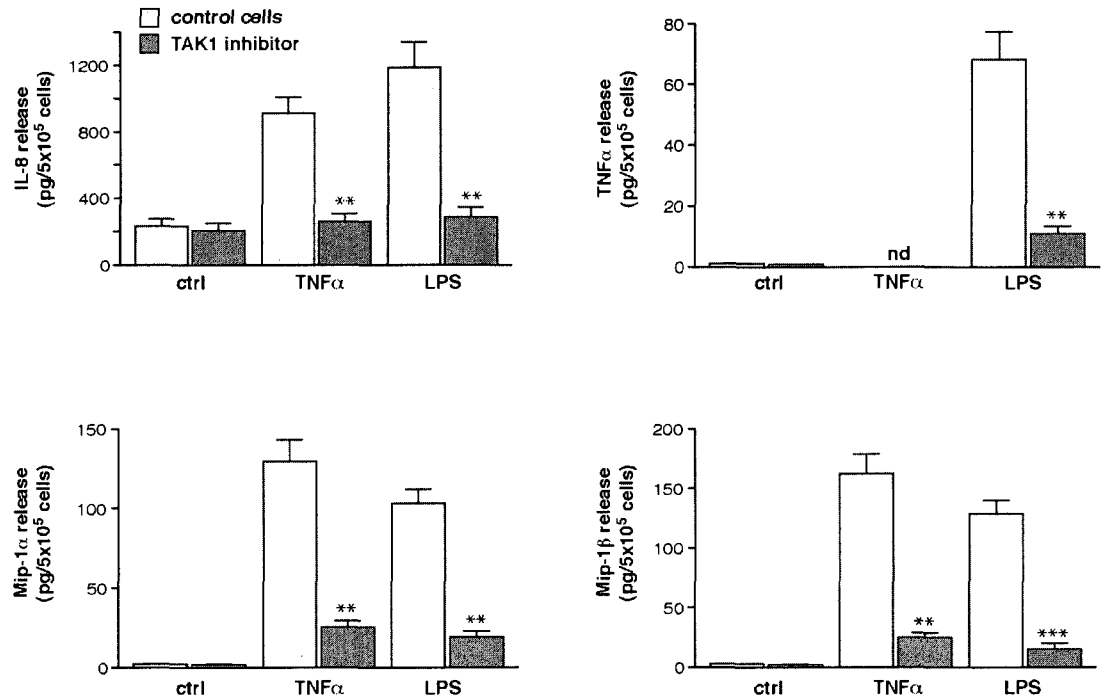 control cells
TAK1 inhibitor
IL-8 release
(pg/5x10⁵ cells)
1200
800
400
0
**
**
ctrl
TNFα
LPS
TNFα release
(pg/5x10⁵ cells)
80
60
40
20
0
nd
**
ctrl
TNFα
LPS
Mip-1α release
(pg/5x10⁵ cells)
150
100
50
0
**
**
ctrl
TNFα
LPS
Mip-1β release
(pg/5x10⁵ cells)
200
150
100
50
0
**
***
ctrl
TNFα
LPS